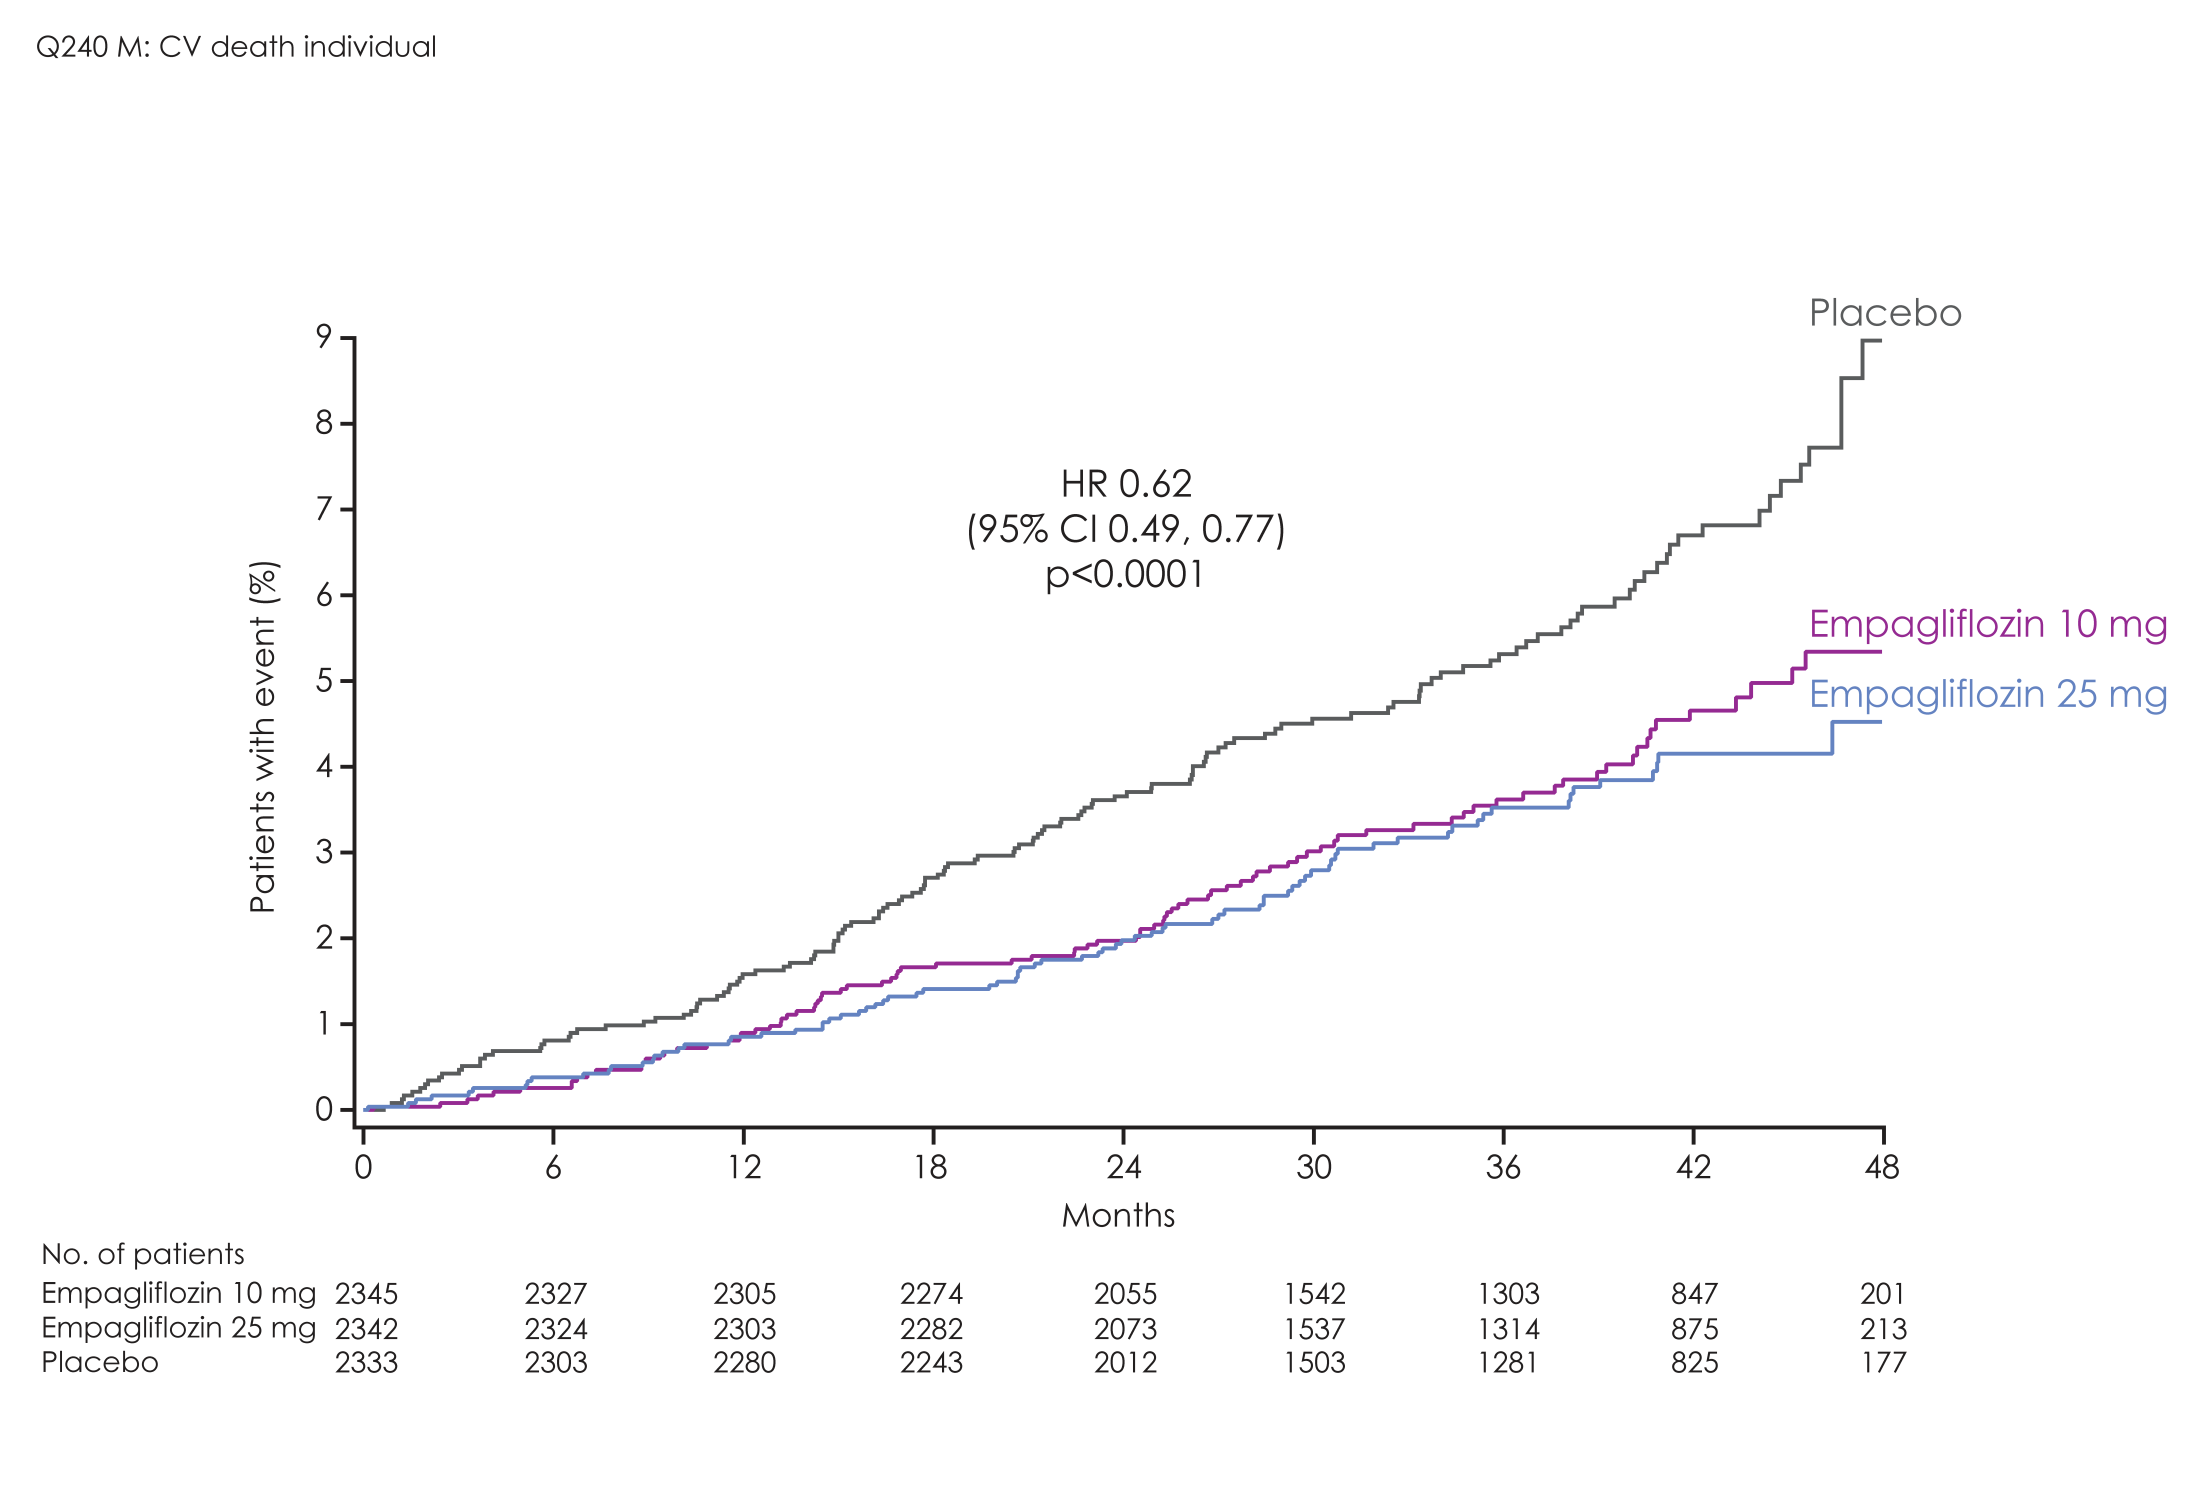 Q240 M: CV death individual
Placebo
9
8
HR 0.62
(95% CI 0.49, 0.77)
p<0.0001
7
6
Patients with event (%)
Empagliflozin 10 mg
5
Empagliflozin 25 mg
4
3
2
1
0
0 6 12 18 24 30 36 42 48
Months
No. of patients
Empagliflozin 10 mg 2345 2327 2305 2274 2055 1542 1303 847 201
Empagliflozin 25 mg 2342 2324 2303 2282 2073 1537 1314 875 213
Placebo 2333 2303 2280 2243 2012 1503 1281 825 177